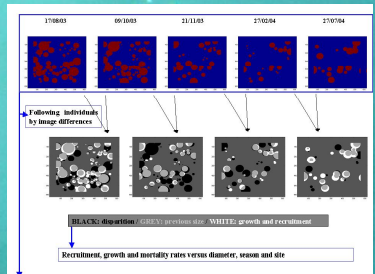 17/08/03 09/10/03 21/11/03 27/02/04 27/07/04
Following individuals
by image differences
BLACK: disparition / GREY: previous size / WHITE: growth and recruitment
Recruitment, growth and mortality rates versus diameter, season and site